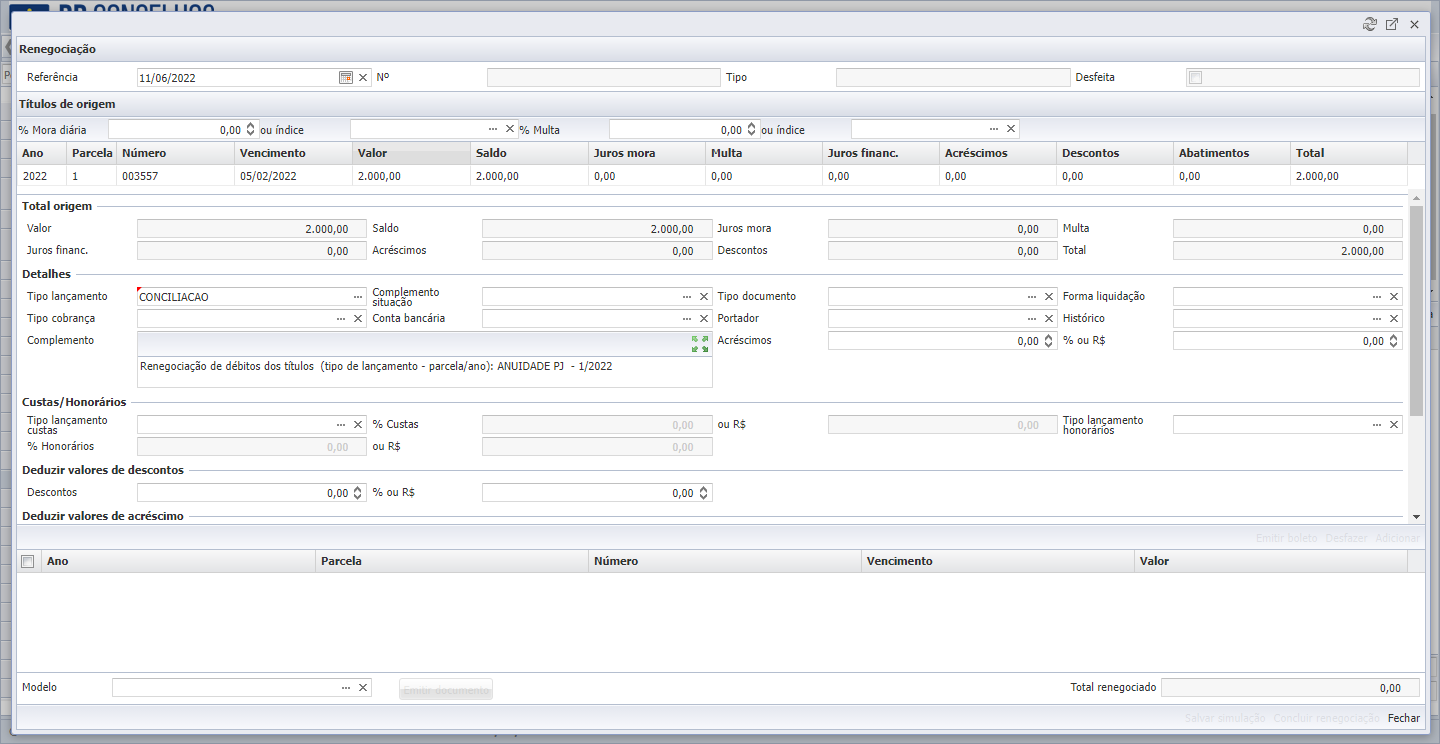 BR CONSELHOS
Renegociação
Referência 11/06/2022 Nº Tipo Desfeita
Títulos de origem
% Mora diária 0,00 ou índice % Multa 0,00 ou índice
Ano Parcela Número Vencimento Valor Saldo Juros mora Multa Juros financ. Acréscimos Descontos Abatimentos Total
2022 1 003557 05/02/2022 2.000,00 2.000,00 0,00 0,00 0,00 0,00 0,00 0,00 2.000,00
Total origem
Valor 2.000,00 Saldo 2.000,00 Juros mora 0,00 Multa 0,00
Juros financ. 0,00 Acréscimos 0,00 Descontos 0,00 Total 2.000,00
Detalhes
Tipo lançamento CONCILIACAO Complemento situação Tipo documento Forma liquidação
Tipo cobrança Conta bancária Portador Histórico
Complemento Acréscimos 0,00 % ou R$ 0,00
Renegociação de débitos dos títulos (tipo de lançamento - parcela/ano): ANUIDADE PJ - 1/2022
Custas/Honorários
Tipo lançamento custas % Custas 0,00 ou R$ 0,00 Tipo lançamento honorários
% Honorários 0,00 ou R$ 0,00
Deduzir valores de descontos
Descontos 0,00 % ou R$ 0,00
Deduzir valores de acréscimo
Emitir boleto Desfazer Adicionar
Ano Parcela Número Vencimento Valor
Modelo Emitir documento Total renegociado 0,00
Salvar simulação Concluir renegociação Fechar